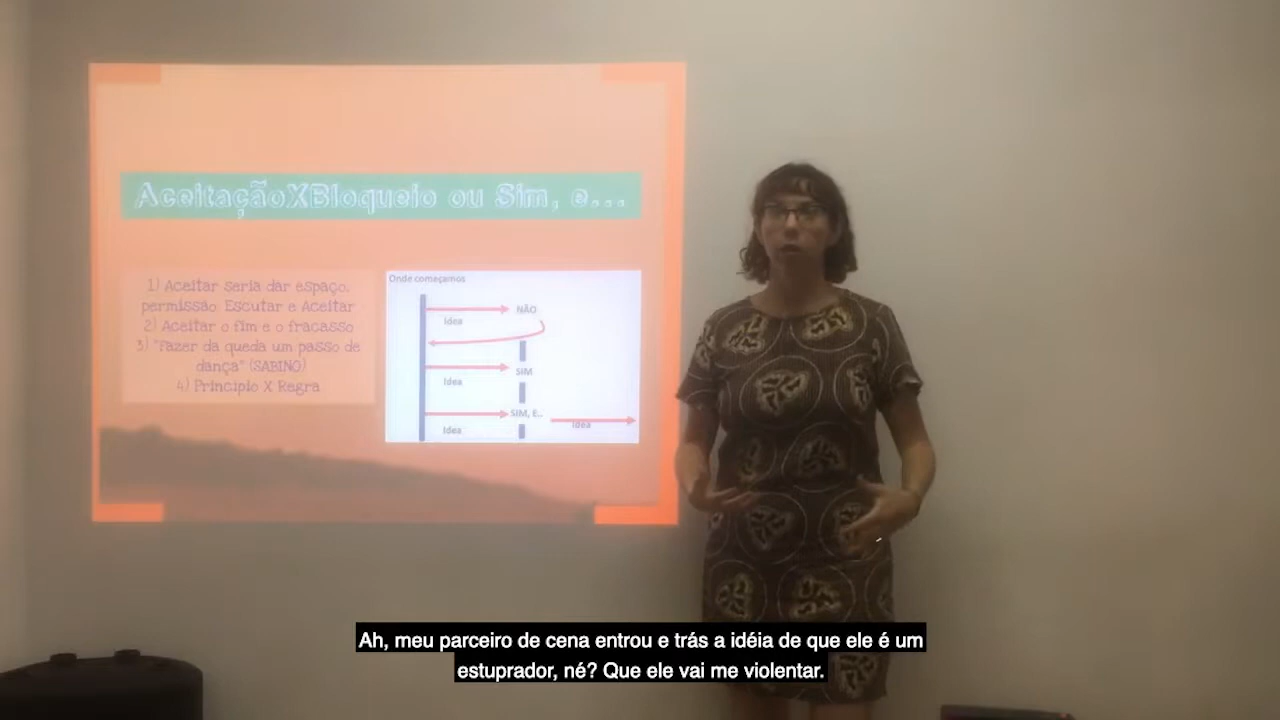 AceitaçãoXBloqueio ou Sim, e...
1) Aceitar seria dar espaço,
permissão: Escutar e Aceitar
2) Aceitar o fim e o fracasso
3) "Fazer da queda um passo de
dança" (SABINO)
4) Princípio X Regra
Onde começamos
NÃO
Idea
SIM
Idea
SIM, E..
Idea
Idea
Ah, meu parceiro de cena entrou e trás a idéia de que ele é um
estuprador, né? Que ele vai me violentar.